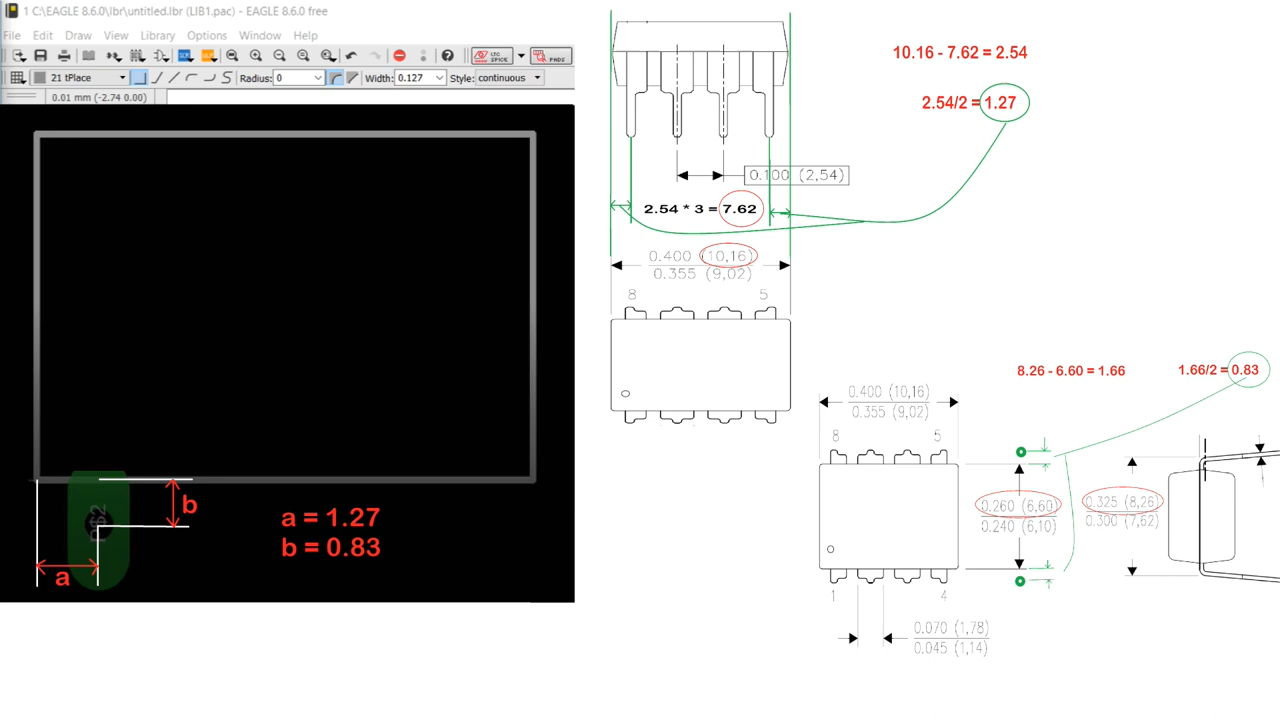 1 C:\EAGLE 8.6.0\lbr\untitled.lbr (LIB1.pac) - EAGLE 8.6.0 free
File Edit Draw View Library Options Window Help
21 tPlace Radius: 0 Width: 0.127 Style: continuous
0.01 mm (-2.74 0.00)
b
a
a = 1.27
b = 0.83
10.16 - 7.62 = 2.54
2.54/2 = 1.27
0.100 (2,54)
2.54 * 3 = 7.62
0.400 (10,16)
0.355 (9,02)
8 5
8.26 - 6.60 = 1.66 1.66/2 = 0.83
0.400 (10,16)
0.355 (9,02)
8 5
0.260 (6,60)
0.240 (6,10)
0.325 (8,26)
0.300 (7,62)
1 4
0.070 (1,78)
0.045 (1,14)